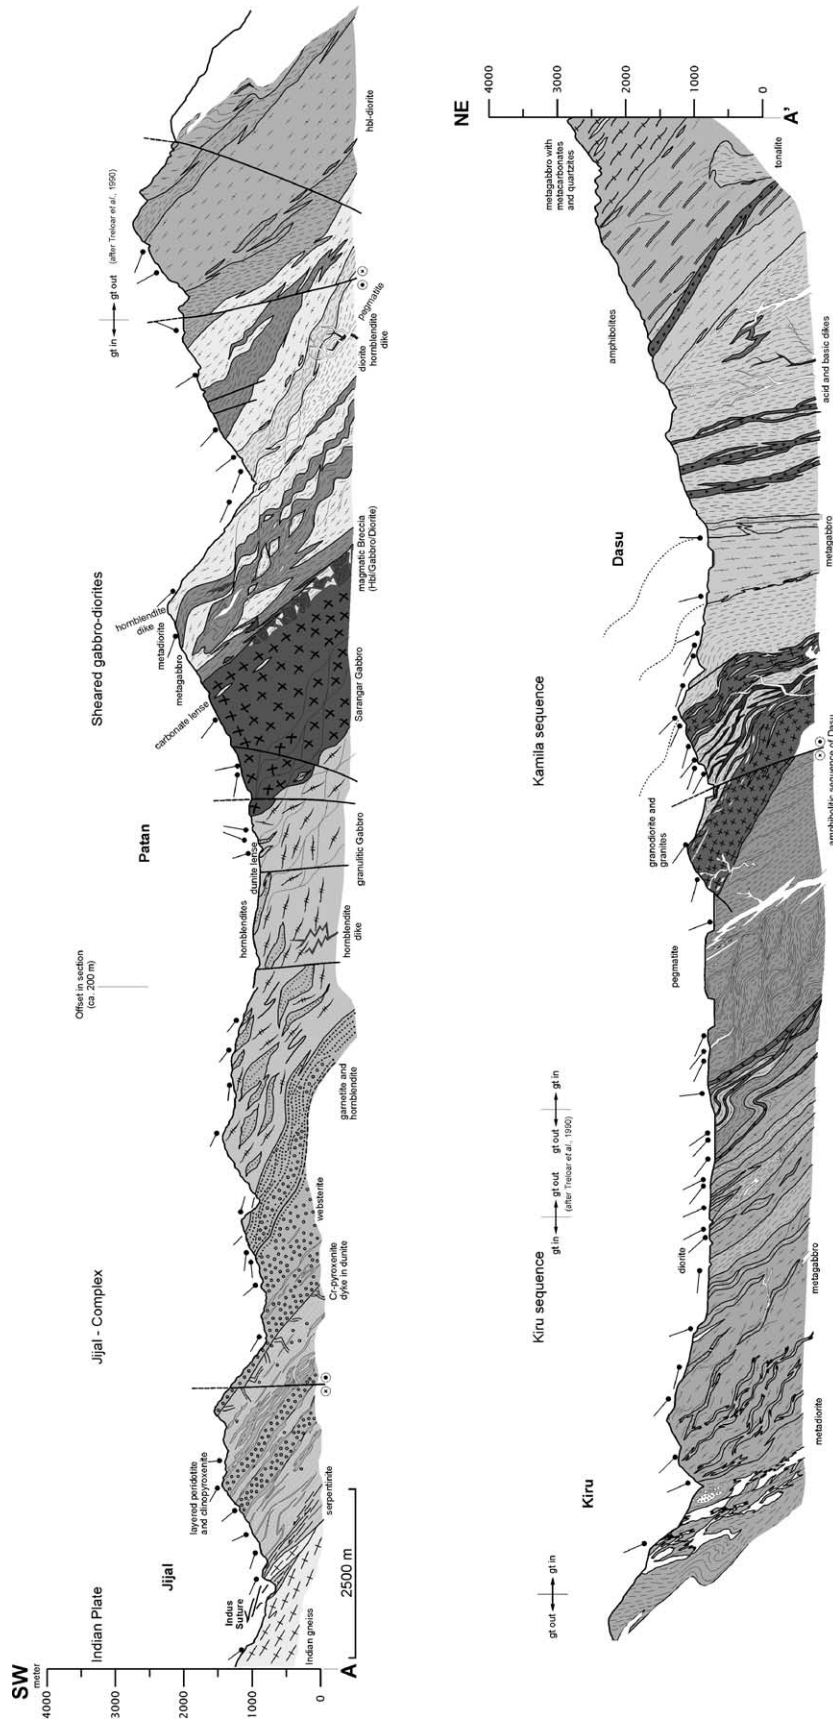 SW
meter
4000
3000
2000
1000
0
A
2500 m
Indian Plate
Jijal
Indus
Suture
Indian gneiss
serpentinite
layered peridotite
and clinopyroxenite
Jijal - Complex
Cr-pyroxenite
dyke in dunite
websterite
garnetite and
hornblendite
Offset in section
(ca. 200 m)
Patan
hornblendites
dunite lense
hornblendite
dike
granulitic Gabbro
Sarangar Gabbro
carbonate lense
Sheared gabbro-diorites
metagabbro
metadiorite
hornblendite
dike
magmatic Breccia
(Hbl/Gabbro/Diorite)
diorite
hornblendite
dike
pegmatite
gt in
gt out
(after Treloar et al., 1990)
hbl-diorite
gt out
gt in
Kiru
metadiorite
Kiru sequence
diorite
metagabbro
gt in
gt out
(after Treloar et al., 1990)
gt out
gt in
pegmatite
granodiorite and
granites
amphibolitic sequence of Dasu
Kamila sequence
Dasu
metagabbro
acid and basic dikes
amphibolites
tonalite
metagabbro with
metacarbonates
and quartzites
NE
4000
3000
2000
1000
0
A'